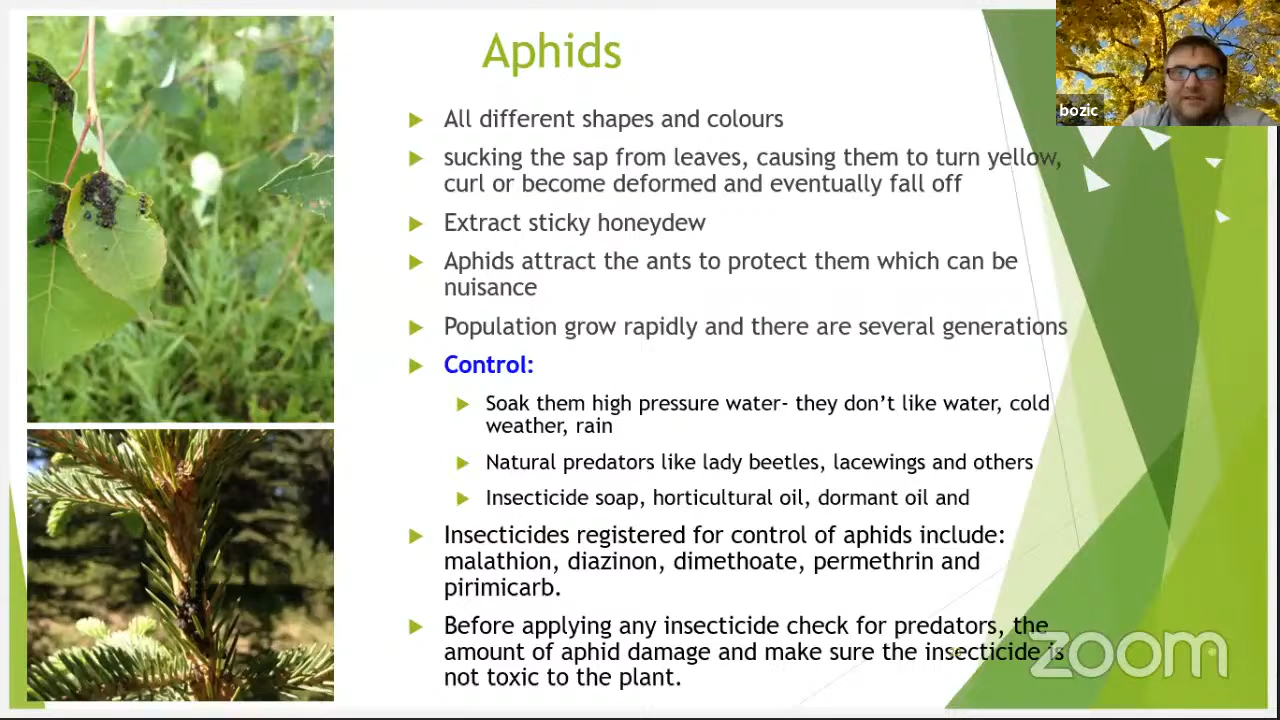 Aphids
bozic
All different shapes and colours
sucking the sap from leaves, causing them to turn yellow,
curl or become deformed and eventually fall off
Extract sticky honeydew
Aphids attract the ants to protect them which can be
nuisance
Population grow rapidly and there are several generations
Control:
Soak them high pressure water- they don’t like water, cold
weather, rain
Natural predators like lady beetles, lacewings and others
Insecticide soap, horticultural oil, dormant oil and
Insecticides registered for control of aphids include:
malathion, diazinon, dimethoate, permethrin and
pirimicarb.
Before applying any insecticide check for predators, the
amount of aphid damage and make sure the insecticide is
not toxic to the plant.
zoom